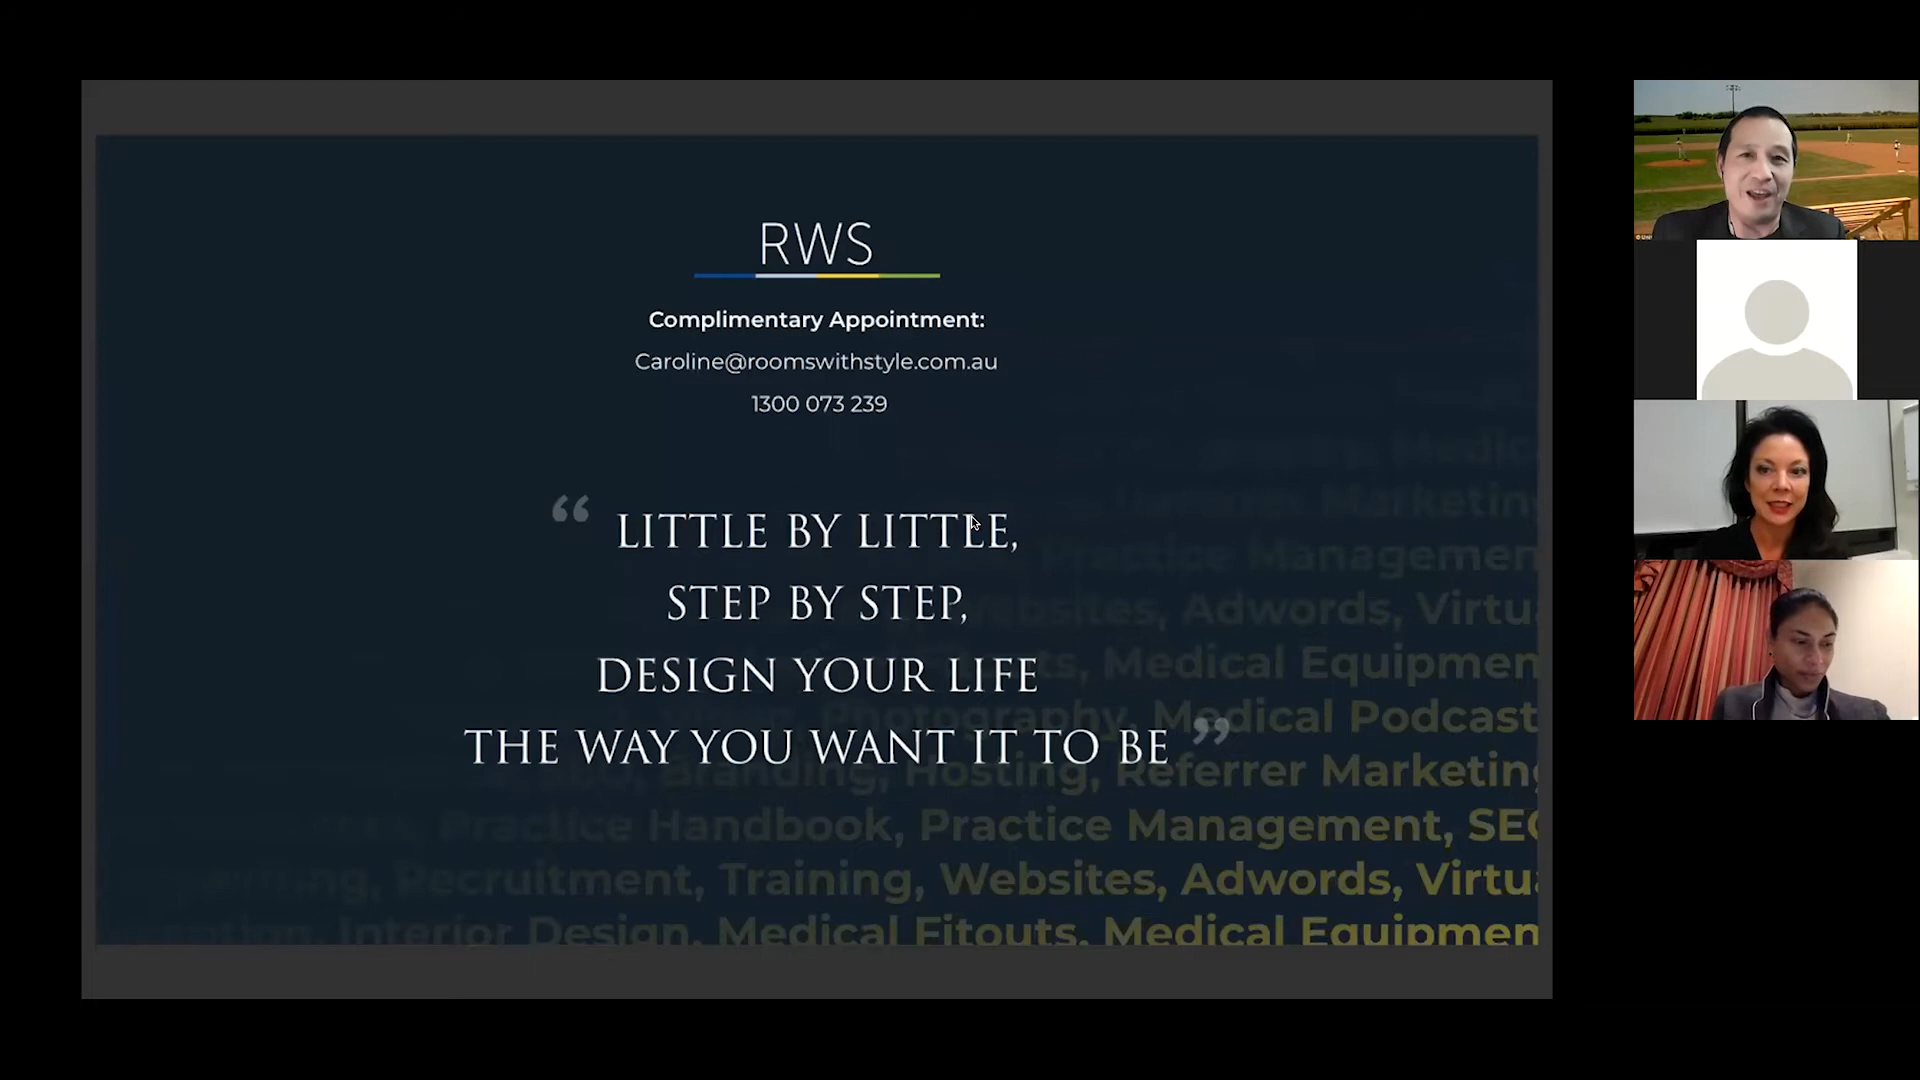 RWS
Complimentary Appointment:
Caroline@roomswithstyle.com.au
1300 073 239
“ LITTLE BY LITTLE,
STEP BY STEP,
DESIGN YOUR LIFE
THE WAY YOU WANT IT TO BE ”
Marketing,
Practice Management
Websites, Adwords, Virtu
Medical Equipmen
Photography, Medical Podcast
Branding, Hosting, Referrer Marketing
Practice Handbook, Practice Management, SEO
Recruitment, Training, Websites, Adwords, Virtu
Interior Design, Medical Fitouts, Medical Equipmen